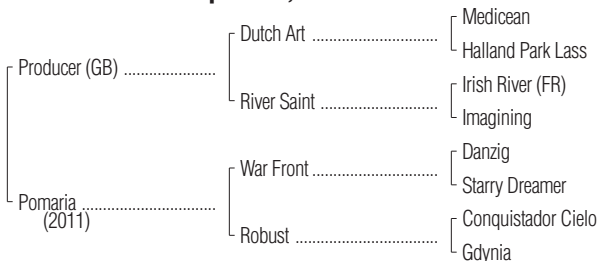 Medicean
Dutch Art
Halland Park Lass
Producer (GB)
Irish River (FR)
River Saint
Imagining
Danzig
War Front
Starry Dreamer
Pomaria
(2011)
Conquistador Cielo
Robust
Gdynia